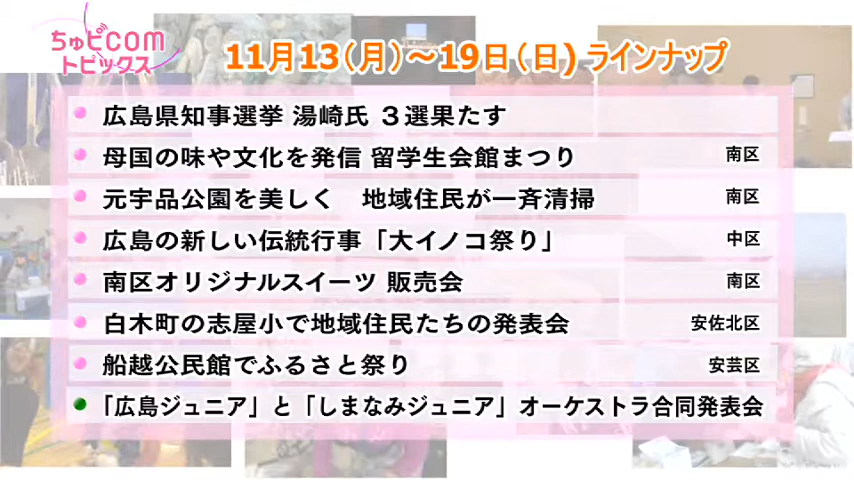 ちゅピCOM
トピックス
11月13(月)～19日(日) ラインナップ
広島県知事選挙 湯崎氏 ３選果たす
母国の味や文化を発信 留学生会館まつり 南区
元宇品公園を美しく　地域住民が一斉清掃 南区
広島の新しい伝統行事「大イノコ祭り」 中区
南区オリジナルスイーツ 販売会 南区
白木町の志屋小で地域住民たちの発表会 安佐北区
船越公民館でふるさと祭り 安芸区
「広島ジュニア」と「しまなみジュニア」オーケストラ合同発表会